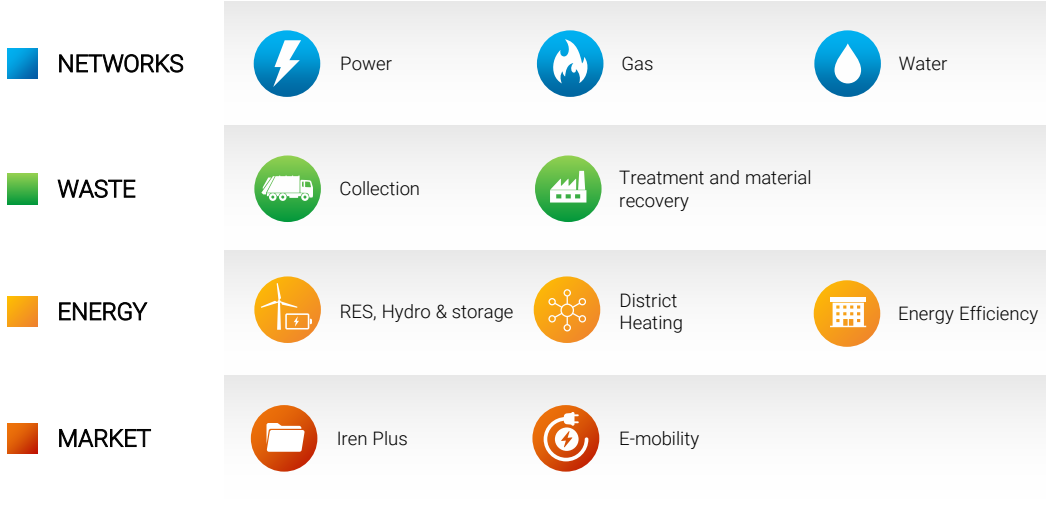 NETWORKS
Power
Gas
Water
WASTE
Collection
Treatment and material
recovery
ENERGY
RES, Hydro & storage
District
Heating
Energy Efficiency
MARKET
Iren Plus
E-mobility